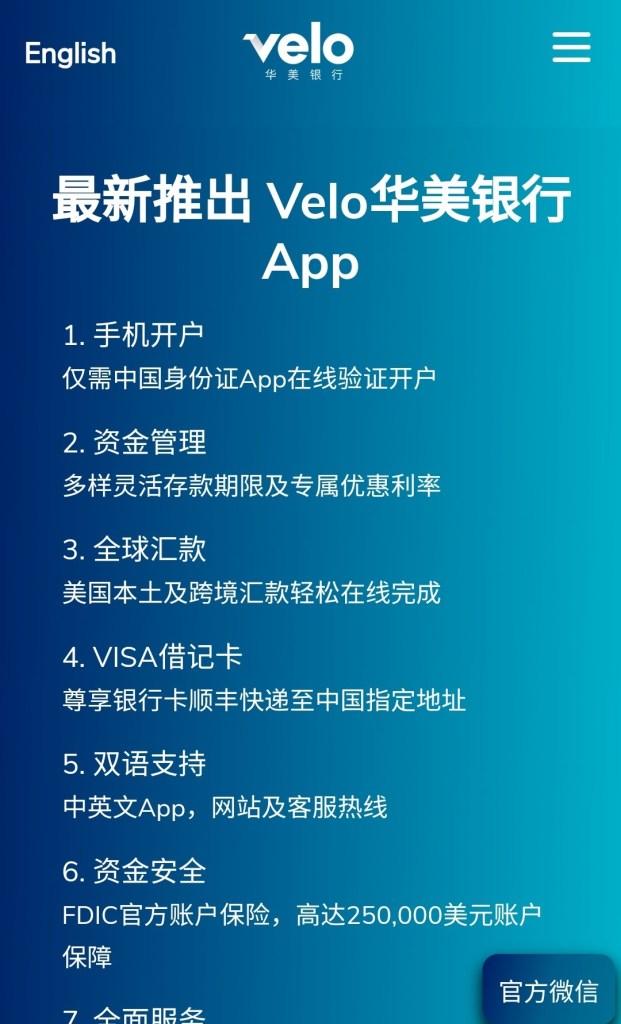 English
velo
华美银行
最新推出 Velo华美银行
App
1. 手机开户
仅需中国身份证App在线验证开户
2. 资金管理
多样灵活存款期限及专属优惠利率
3. 全球汇款
美国本土及跨境汇款轻松在线完成
4. VISA借记卡
尊享银行卡顺丰快递至中国指定地址
5. 双语支持
中英文App，网站及客服热线
6. 资金安全
FDIC官方账户保险，高达250,000美元账户
保障
7. 全面服务
官方微信